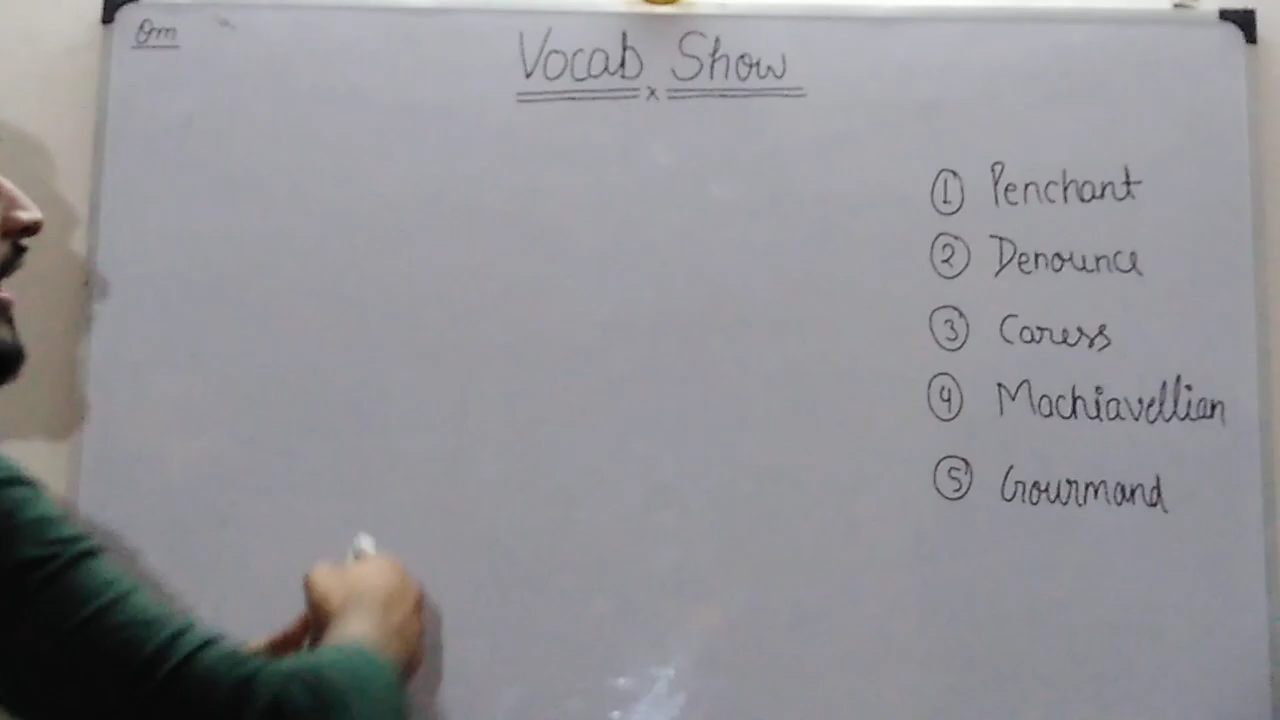 Om
Vocab x Show
① Penchant
② Denounce
③ Caress
④ Machiavellian
⑤ Gourmand